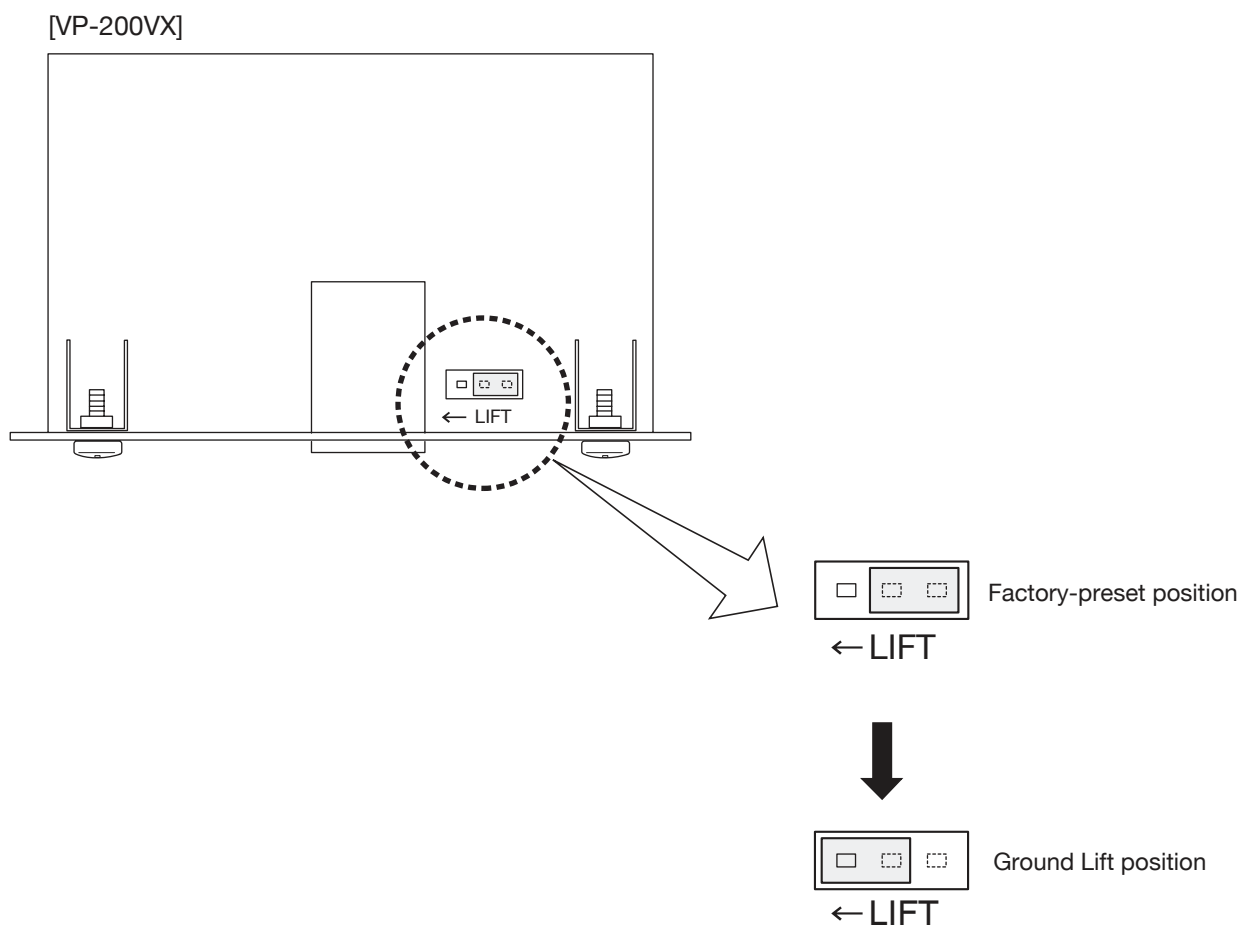 [VP-200VX]
← LIFT
Factory-preset position
← LIFT
Ground Lift position
← LIFT